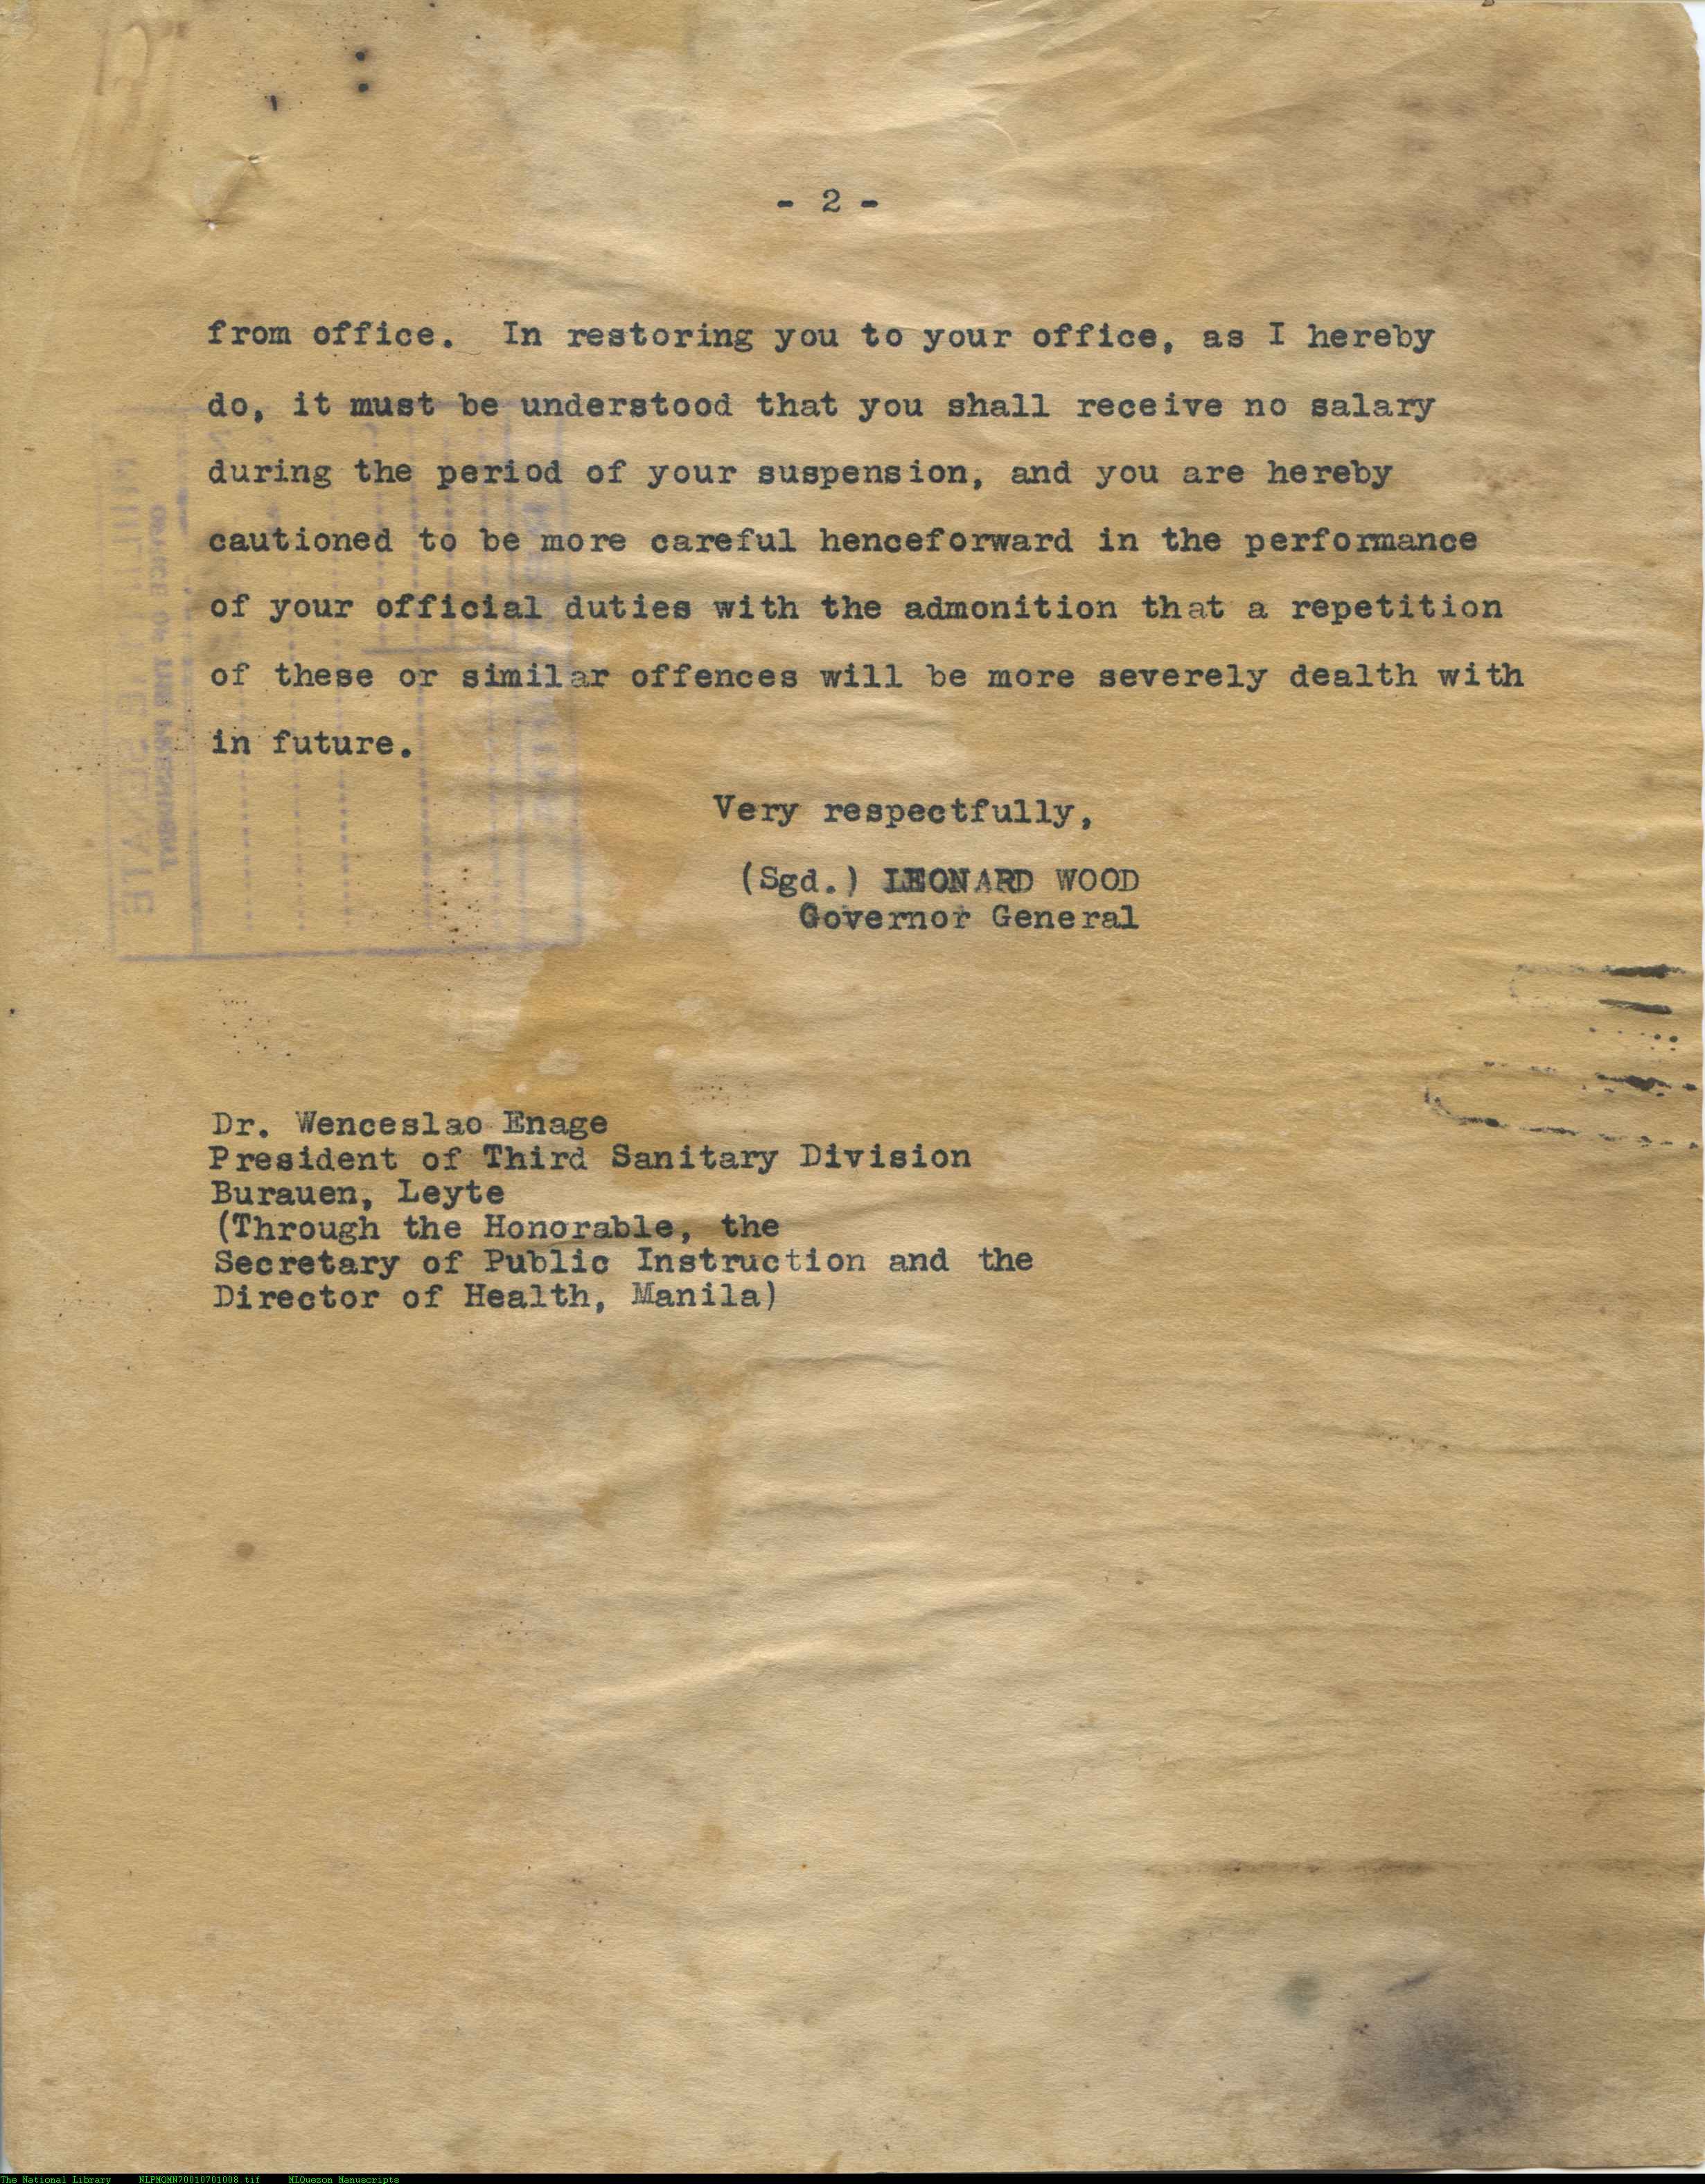 - 2 -
from office. In restoring you to your office, as I hereby
do, it must be understood that you shall receive no salary
during the period of your suspension, and you are hereby
cautioned to be more careful henceforward in the performance
of your official duties with the admonition that a repetition
of these or similar offences will be more severely dealth with
in future.
Very respectfully,
(Sgd.) LEONARD WOOD
Governor General
Dr. Wenceslao Enage
President of Third Sanitary Division
Burauen, Leyte
(Through the Honorable, the
Secretary of Public Instruction and the
Director of Health, Manila)
OFFICE OF THE PRESIDENT
The National Library NLPMQMN70010701008.tif MLQuezon Manuscripts